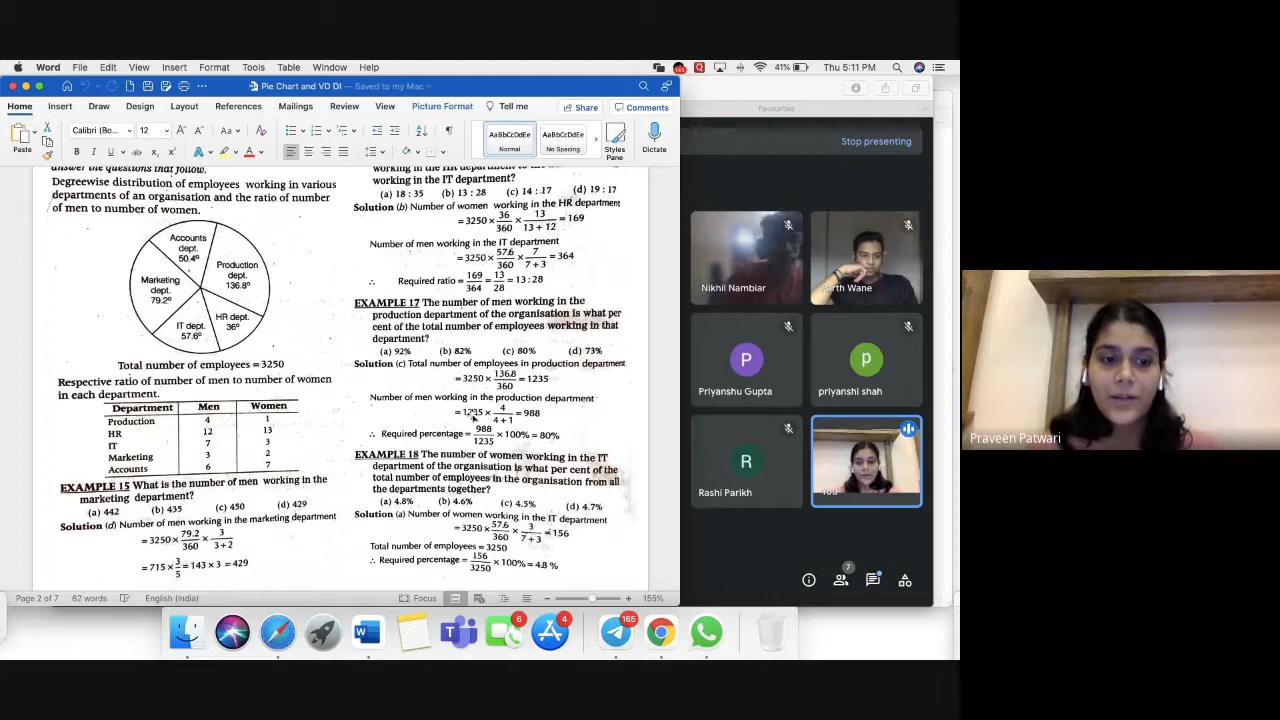 Word File Edit View Insert Format Tools Table Window Help
165 41% Thu 5:11 PM
Pie Chart and VD DI — Saved to my Mac
Home Insert Draw Design Layout References Mailings Review View Picture Format Tell me Share Comments
Paste
Calibri (Bo... 12
AaBbCcDdEe
Normal
AaBbCcDdEe
No Spacing
Styles Pane
Dictate
answer the questions that follow.
Degreewise distribution of employees working in various
departments of an organisation and the ratio of number
of men to number of women.
Accounts dept. 50.4°
Production dept. 136.8°
Marketing dept. 79.2°
HR dept. 36°
IT dept. 57.6°
Total number of employees = 3250
Respective ratio of number of men to number of women
in each department.
Department Men Women
Production 4 1
HR 12 13
IT 7 3
Marketing 3 2
Accounts 6 7
EXAMPLE 15 What is the number of men working in the
marketing department?
(a) 442 (b) 435 (c) 450 (d) 429
Solution (d) Number of men working in the marketing department
= 3250 × 79.2/360 × 3/3 + 2
= 715 × 3/5 = 143 × 3 = 429
working in the IT department?
(a) 18 : 35 (b) 13 : 28 (c) 14 : 17 (d) 19 : 17
Solution (b) Number of women working in the HR department
= 3250 × 36/360 × 13/13 + 12 = 169
Number of men working in the IT department
= 3250 × 57.6/360 × 7/7 + 3 = 364
∴ Required ratio = 169/364 = 13/28 = 13 : 28
EXAMPLE 17 The number of men working in the
production department of the organisation is what per
cent of the total number of employees working in that
department?
(a) 92% (b) 82% (c) 80% (d) 73%
Solution (c) Total number of employees in production department
= 3250 × 136.8/360 = 1235
Number of men working in the production department
= 1235 × 4/4 + 1 = 988
∴ Required percentage = 988/1235 × 100% = 80%
EXAMPLE 18 The number of women working in the IT
department of the organisation is what per cent of the
total number of employees in the organisation from all
the departments together?
(a) 4.8% (b) 4.6% (c) 4.5% (d) 4.7%
Solution (a) Number of women working in the IT department
= 3250 × 57.6/360 × 3/7 + 3 = 156
Total number of employees = 3250
∴ Required percentage = 156/3250 × 100% = 4.8 %
Page 2 of 7 62 words English (India) Focus 155%
Favourites
Stop presenting
Nikhil Nambiar
Parth Wane
P
Priyanshu Gupta
p
priyanshi shah
R
Rashi Parikh
You
7
6 4 165
Praveen Patwari